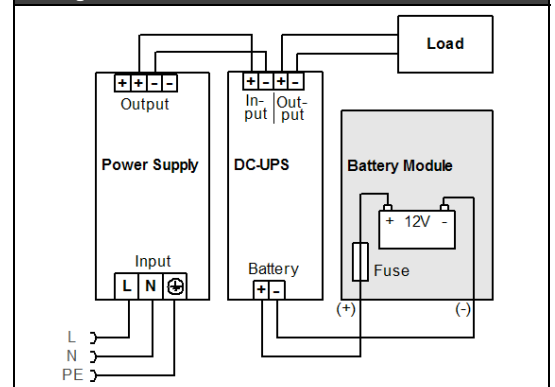 Load
+ + - -
Output
+ - + -
In- Out-
put put
Power Supply
DC-UPS
Battery Module
+ 12V -
Input
Battery
Fuse
L N
+ -
(+) (-)
L
N
PE